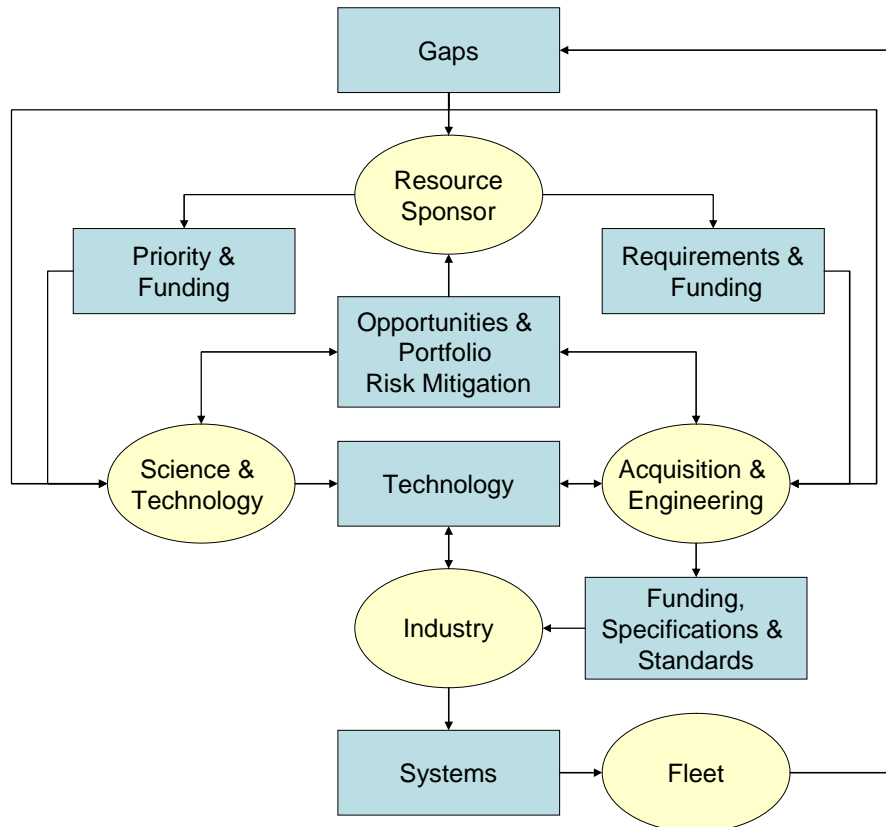 Gaps
Resource
Sponsor
Priority &
Funding
Requirements &
Funding
Opportunities &
Portfolio
Risk Mitigation
Science &
Technology
Technology
Acquisition &
Engineering
Industry
Funding,
Specifications &
Standards
Systems
Fleet